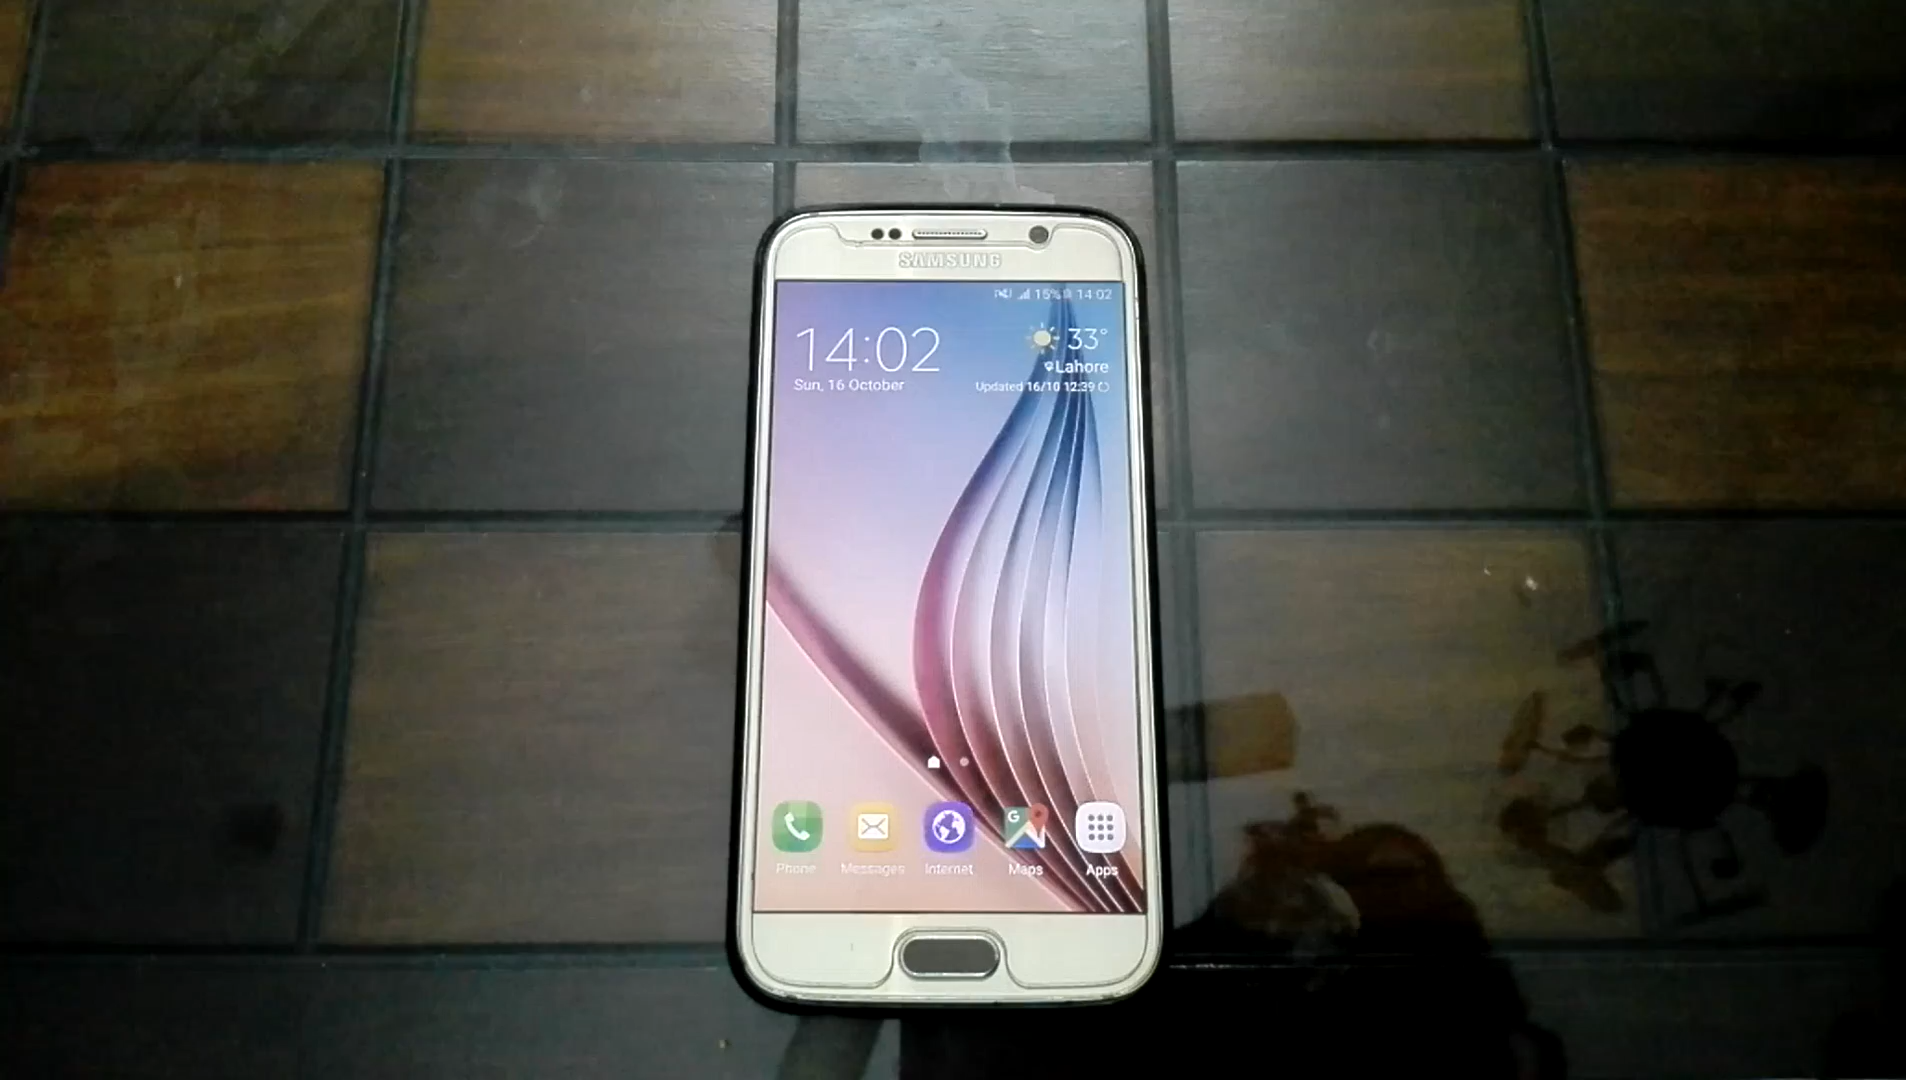 SAMSUNG
15% 14:02
14:02
Sun, 16 October
33°
Lahore
Updated 16/10 12:39
G
Phone Messages Internet Maps Apps